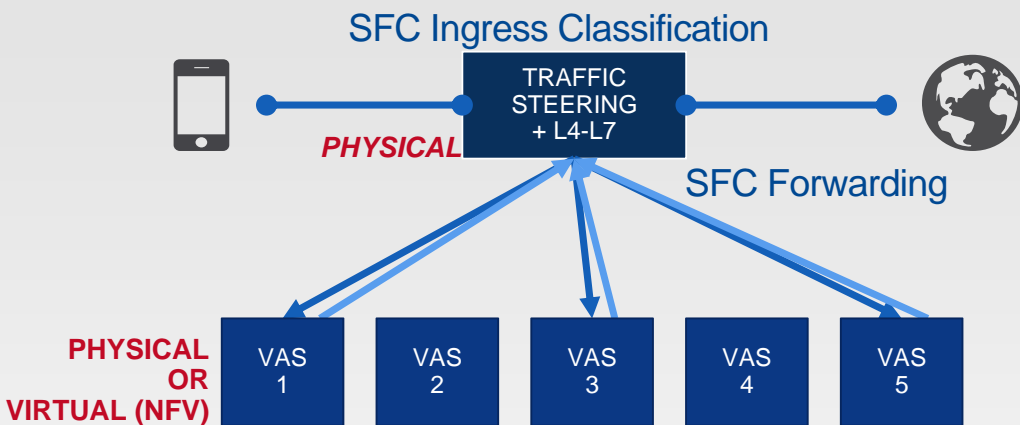 SFC Ingress Classification
TRAFFIC
STEERING
+ L4-L7
PHYSICAL
SFC Forwarding
PHYSICAL
OR
VIRTUAL (NFV)
VAS
1
VAS
2
VAS
3
VAS
4
VAS
5